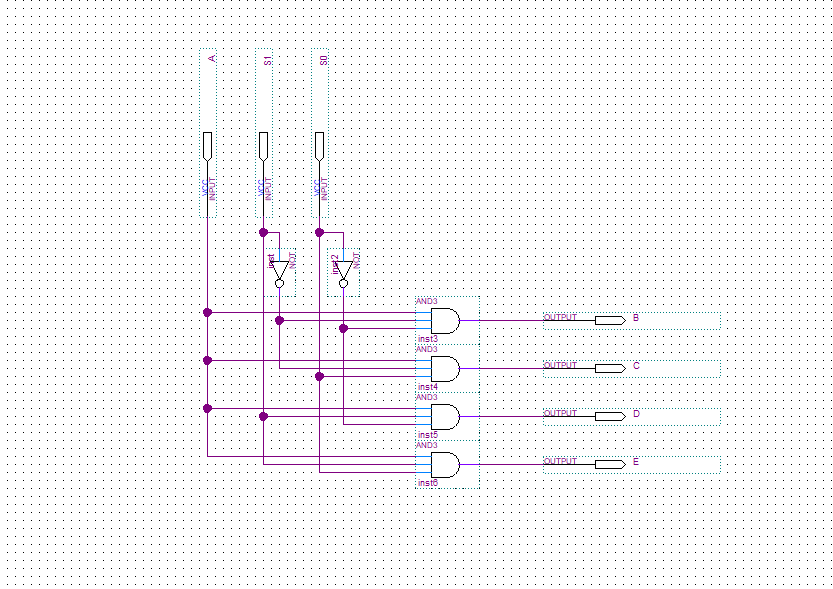 A
S1
S0
VCC
INPUT
VCC
INPUT
VCC
INPUT
inst
NOT
inst2
NOT
AND3
inst3
OUTPUT
B
AND3
inst4
OUTPUT
C
AND3
inst5
OUTPUT
D
AND3
inst6
OUTPUT
E